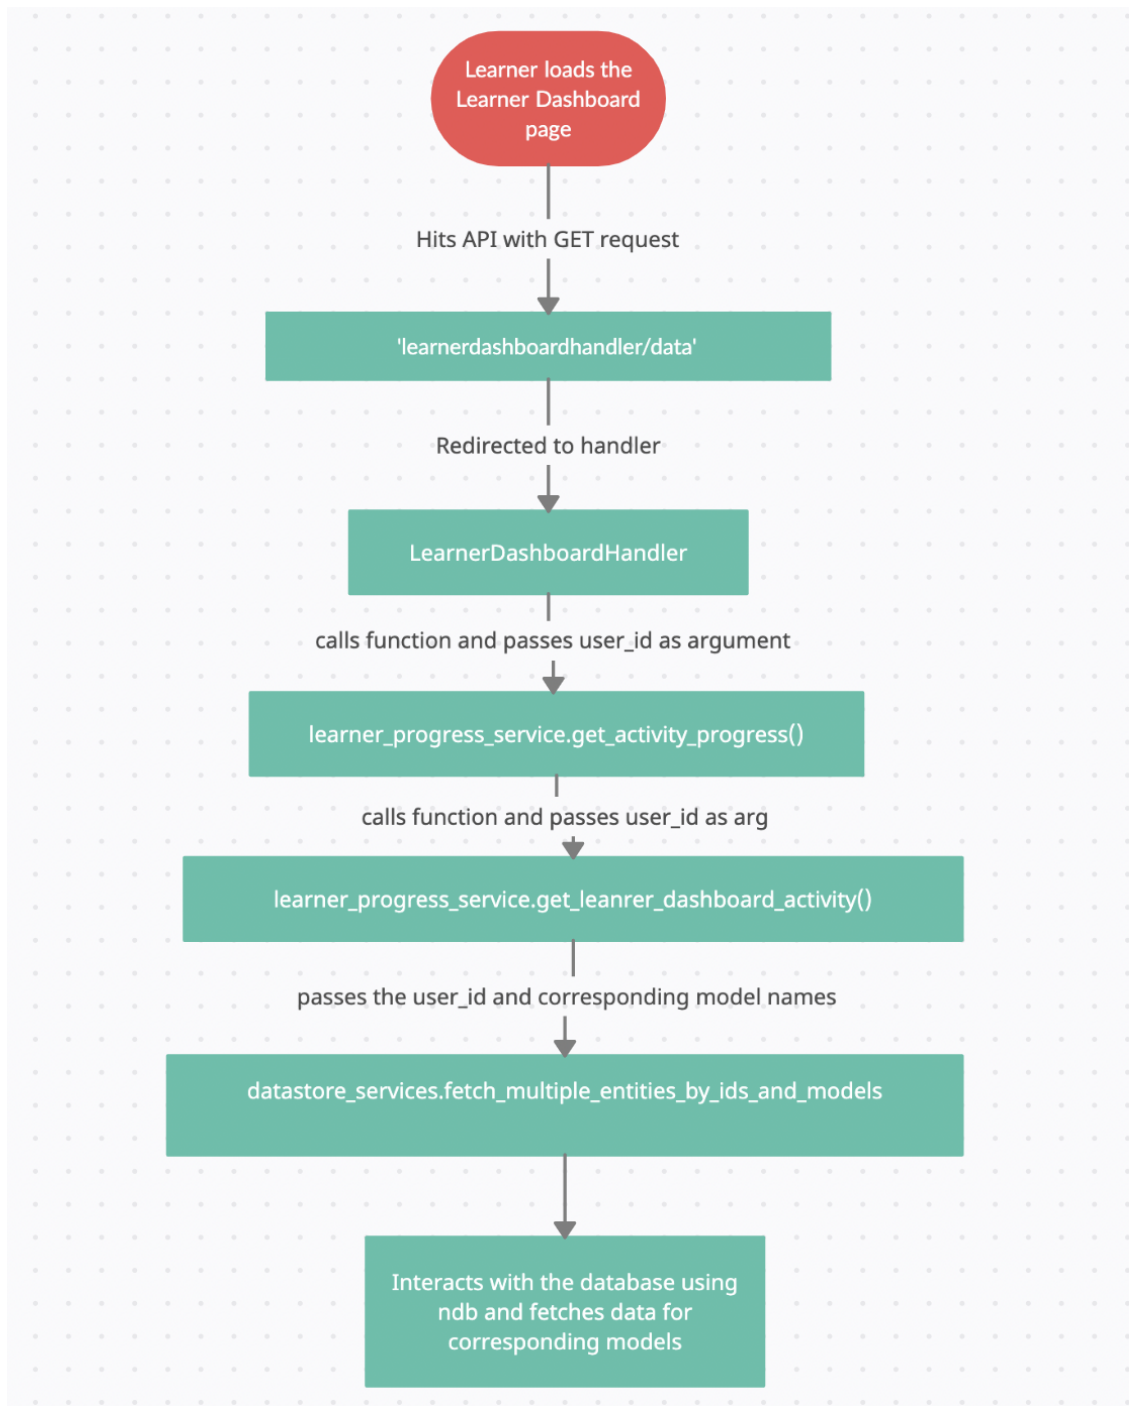 Learner loads the
Learner Dashboard
page
Hits API with GET request
'learnerdashboardhandler/data'
Redirected to handler
LearnerDashboardHandler
calls function and passes user_id as argument
learner_progress_service.get_activity_progress()
calls function and passes user_id as arg
learner_progress_service.get_leanrer_dashboard_activity()
passes the user_id and corresponding model names
datastore_services.fetch_multiple_entities_by_ids_and_models
Interacts with the database using
ndb and fetches data for
corresponding models